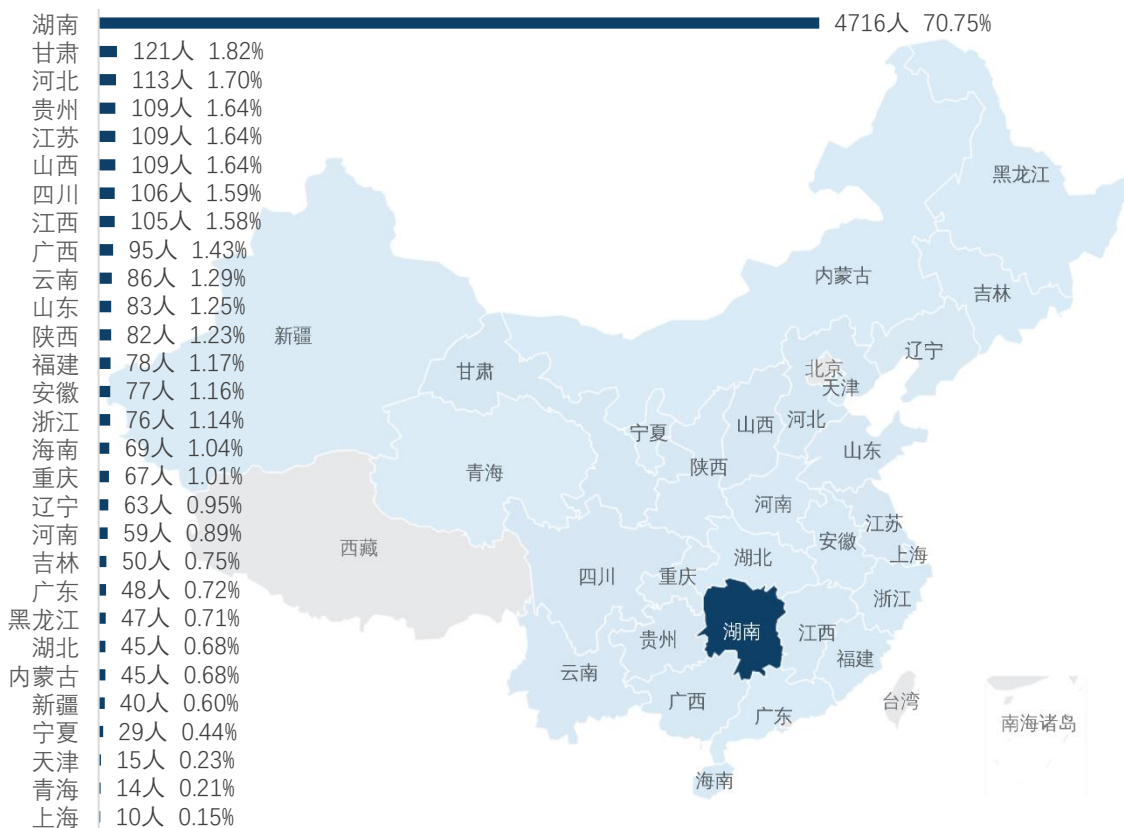 湖南 4716人 70.75%
甘肃 121人 1.82%
河北 113人 1.70%
贵州 109人 1.64%
江苏 109人 1.64%
山西 109人 1.64%
四川 106人 1.59%
江西 105人 1.58%
广西 95人 1.43%
云南 86人 1.29%
山东 83人 1.25%
陕西 82人 1.23%
福建 78人 1.17%
安徽 77人 1.16%
浙江 76人 1.14%
海南 69人 1.04%
重庆 67人 1.01%
辽宁 63人 0.95%
河南 59人 0.89%
吉林 50人 0.75%
广东 48人 0.72%
黑龙江 47人 0.71%
湖北 45人 0.68%
内蒙古 45人 0.68%
新疆 40人 0.60%
宁夏 29人 0.44%
天津 15人 0.23%
青海 14人 0.21%
上海 10人 0.15%
黑龙江
内蒙古
吉林
新疆
辽宁
北京
甘肃
天津
河北
山西
宁夏
山东
陕西
青海
河南
江苏
安徽
西藏
上海
湖北
四川
重庆
浙江
湖南
江西
贵州
福建
云南
广西
台湾
广东
南海诸岛
海南